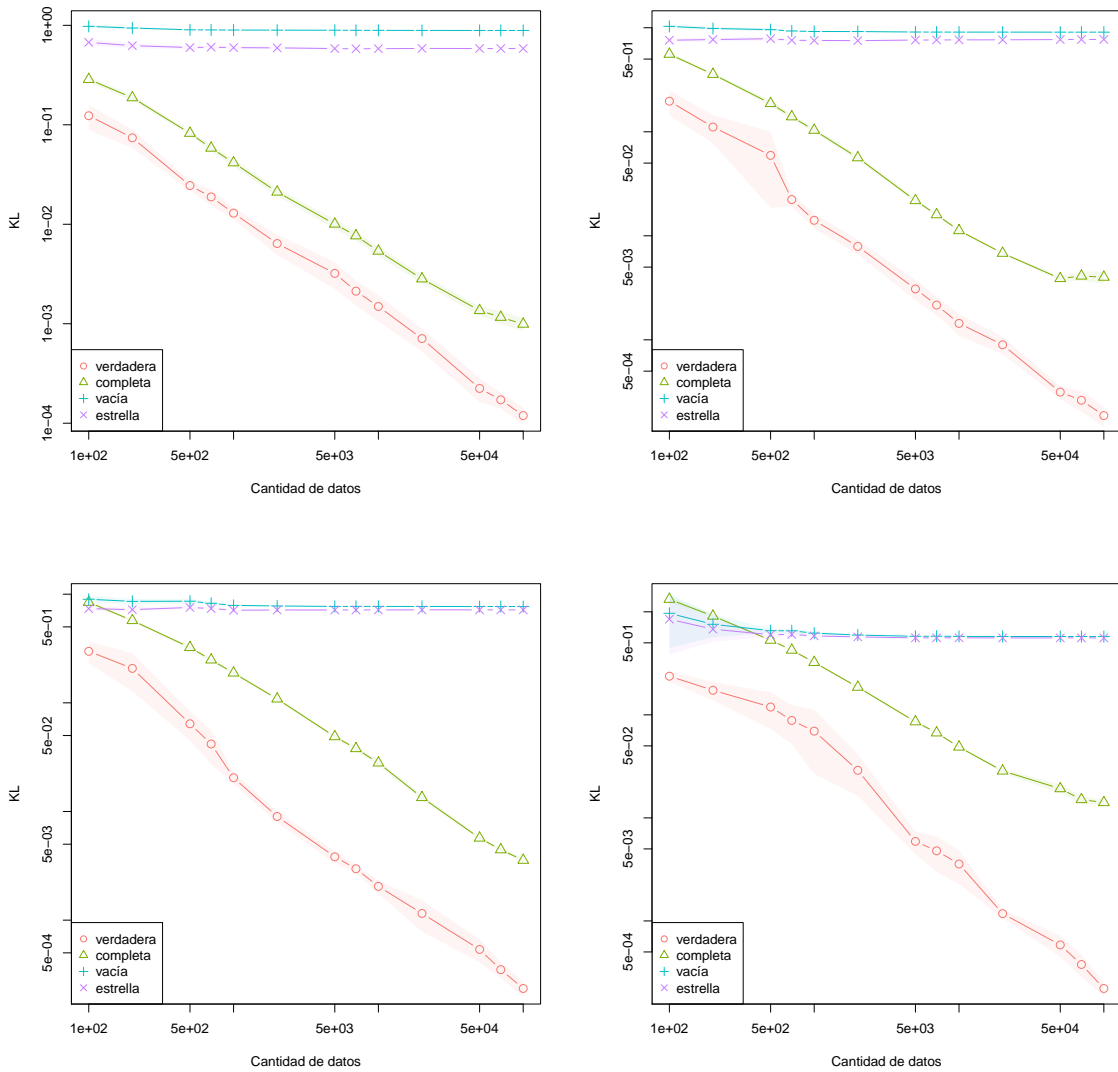 KL
1e+00
1e−01
1e−02
1e−03
1e−04
verdadera
completa
vacía
estrella
1e+02
5e+02
5e+03
5e+04
Cantidad de datos
KL
5e−01
5e−02
5e−03
5e−04
verdadera
completa
vacía
estrella
1e+02
5e+02
5e+03
5e+04
Cantidad de datos
KL
5e−01
5e−02
5e−03
5e−04
verdadera
completa
vacía
estrella
1e+02
5e+02
5e+03
5e+04
Cantidad de datos
KL
5e−01
5e−02
5e−03
5e−04
verdadera
completa
vacía
estrella
1e+02
5e+02
5e+03
5e+04
Cantidad de datos